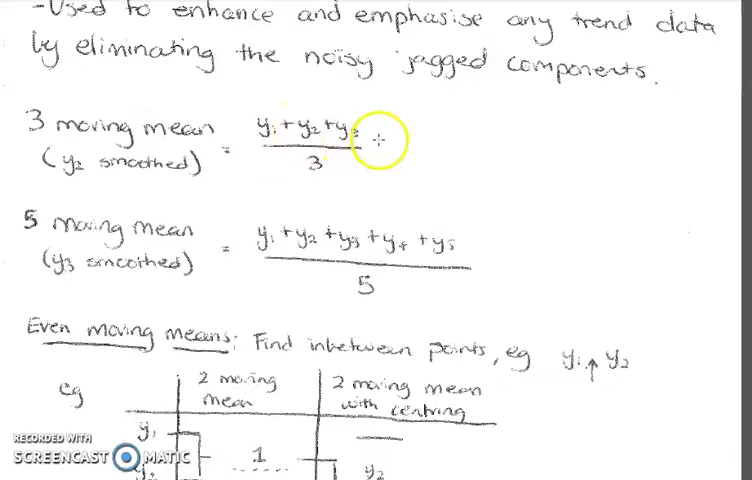 -Used to enhance and emphasise any trend data
by eliminating the noisy jagged components.
3 moving mean = y₁ + y₂ + y₃
(y₂ smoothed) 3
5 moving mean = y₁ + y₂ + y₃ + y₄ + y₅
(y₃ smoothed) 5
Even moving means: Find inbetween points, eg y₁↑ y₂
eg 2 moving mean 2 moving mean with centring
y₁
1
y₂ y₂
RECORDED WITH
SCREENCAST MATIC